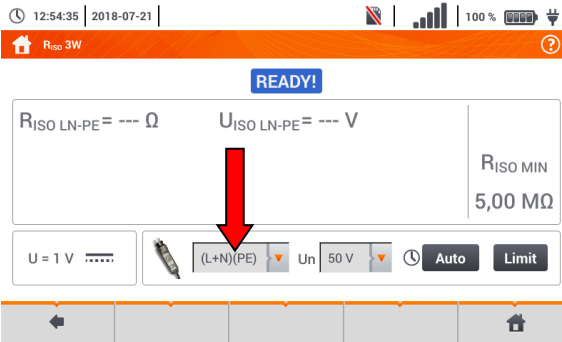 12:54:35 2018-07-21 100 %
RISO 3W ?
READY!
RISO LN-PE= --- Ω UISO LN-PE= --- V
RISO MIN
5,00 MΩ
U = 1 V (L+N)(PE) Un 50 V Auto Limit